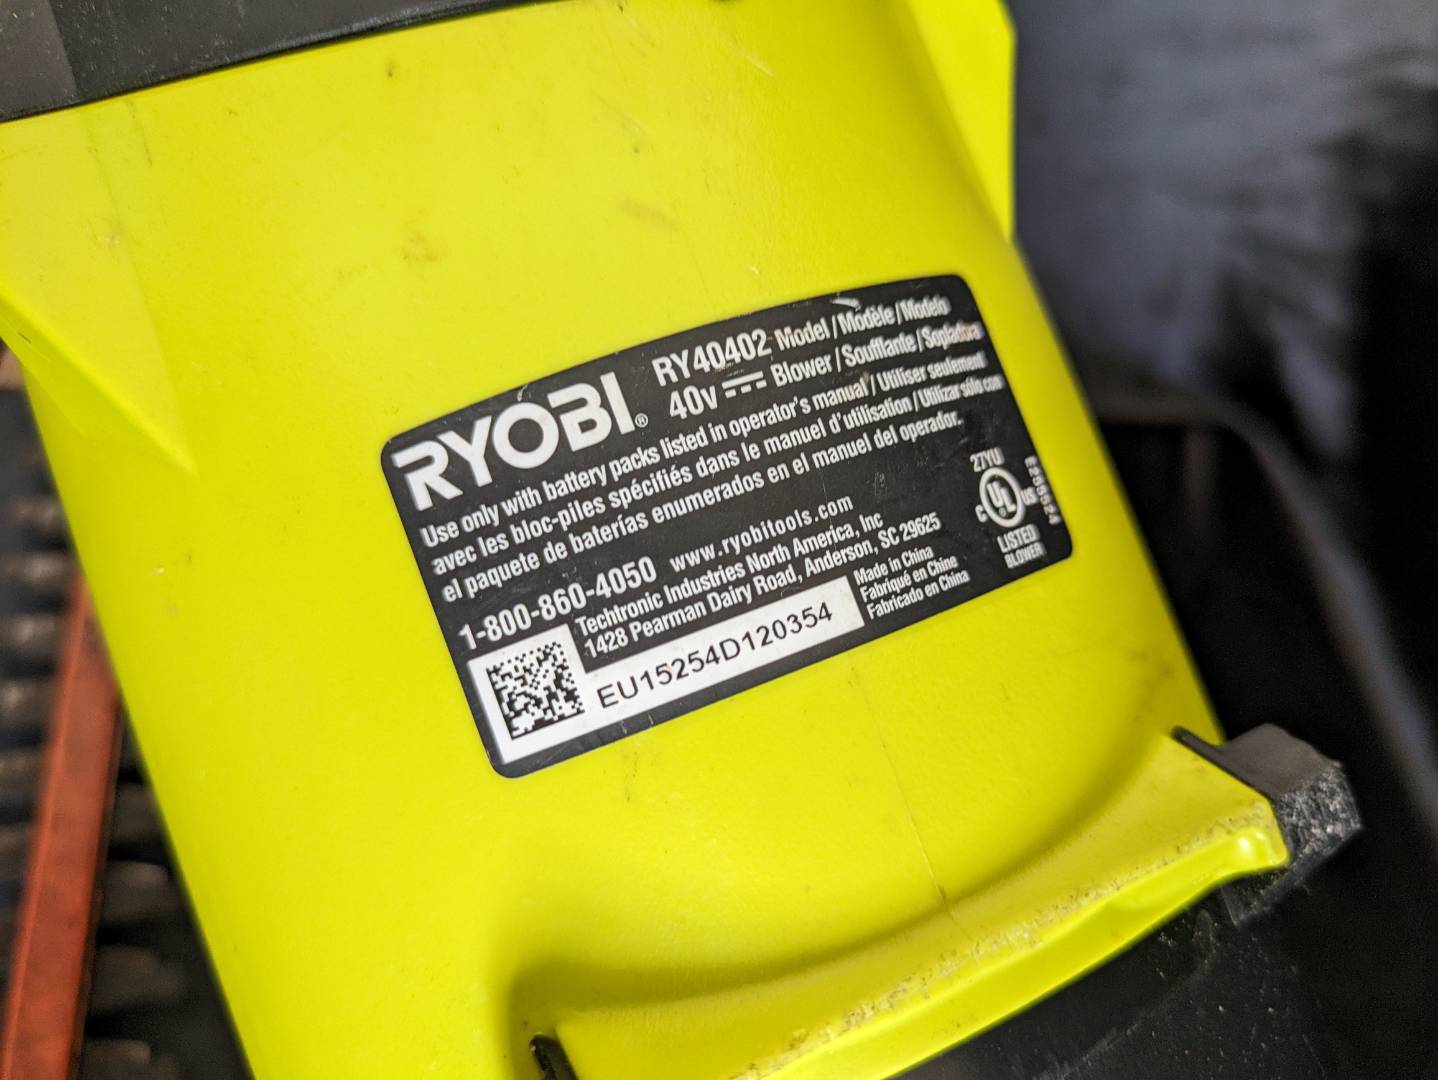 RYOBI®
RY40402 Model / Modèle / Modelo
40V Blower / Soufflante / Sopladora
Use only with battery packs listed in operator's manual / Utiliser seulement
avec les bloc-piles spécifiés dans le manuel d'utilisation / Utilizar sólo con
el paquete de baterías enumerados en el manuel del operador.
1-800-860-4050 www.ryobitools.com
Techtronic Industries North America, Inc
1428 Pearman Dairy Road, Anderson, SC 29625
EU15254D120354
Made in China
Fabriqué en Chine
Fabricado en China
27YU
C UL US
LISTED
BLOWER